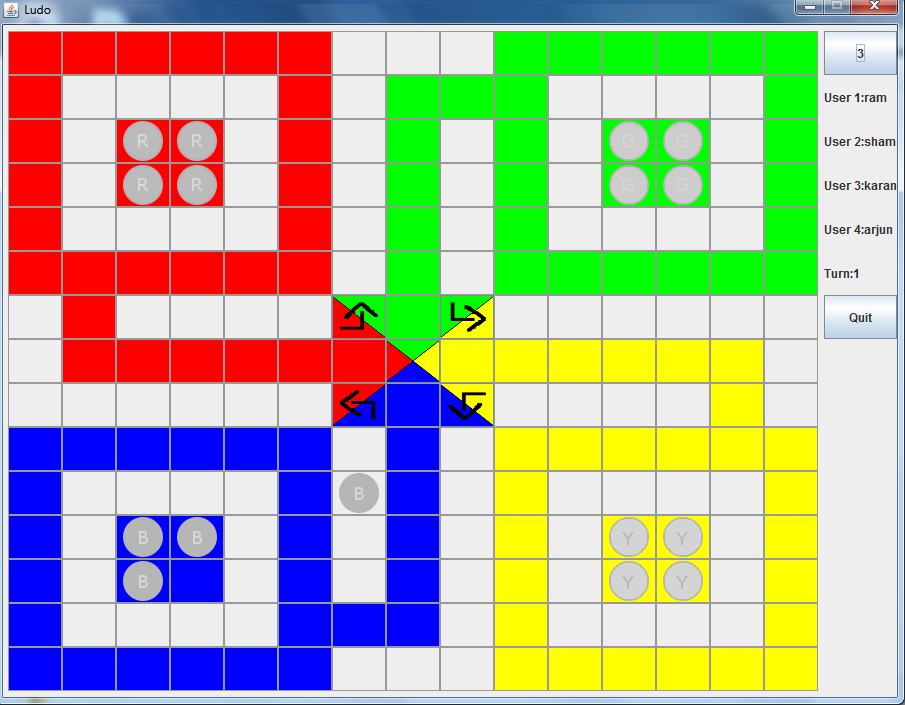 Ludo
3
User 1:ram
R R G G User 2:sham
R R G G User 3:karan
User 4:arjun
Turn:1
Quit
B
B B Y Y
B Y Y